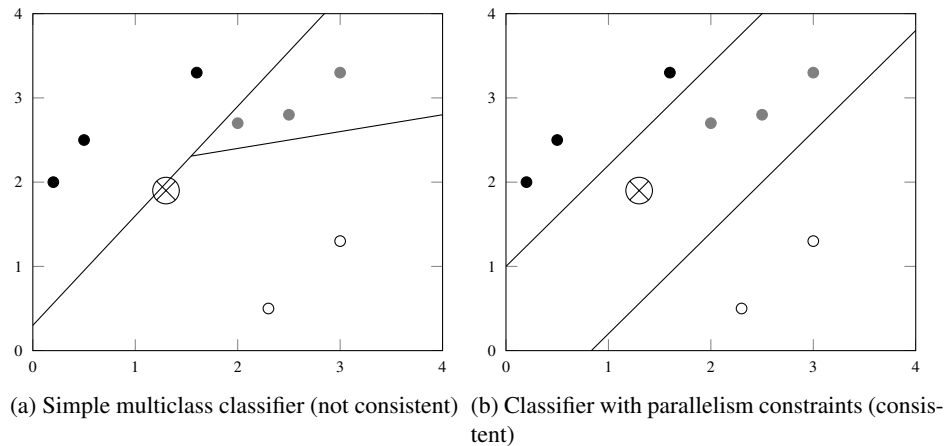 4
3
2
1
0
0 1 2 3 4
4
3
2
1
0
0 1 2 3 4
(a) Simple multiclass classifier (not consistent)
(b) Classifier with parallelism constraints (consis-
tent)